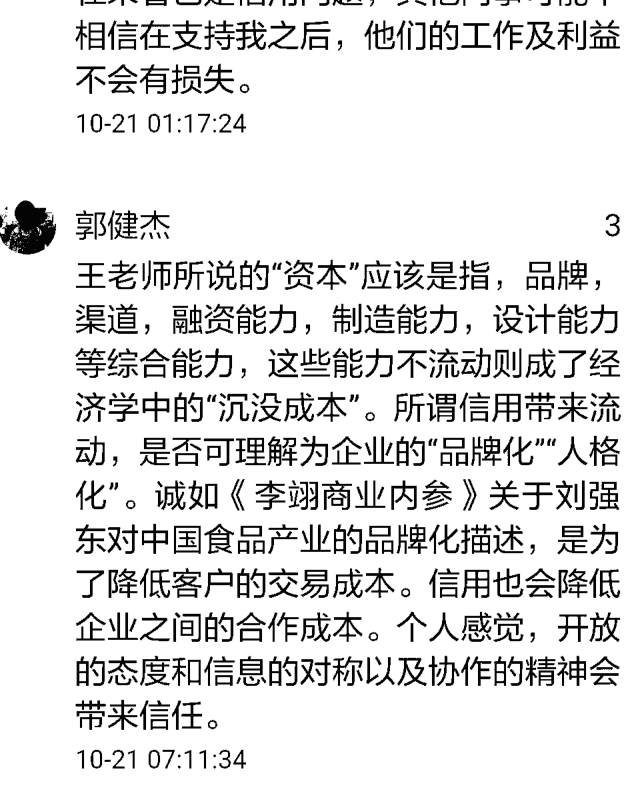 相信在支持我之后，他们的工作及利益
不会有损失。
10-21 01:17:24
郭健杰 3
王老师所说的“资本”应该是指，品牌，
渠道，融资能力，制造能力，设计能力
等综合能力，这些能力不流动则成了经
济学中的“沉没成本”。所谓信用带来流
动，是否可理解为企业的“品牌化”“人格
化”。诚如《李翊商业内参》关于刘强
东对中国食品产业的品牌化描述，是为
了降低客户的交易成本。信用也会降低
企业之间的合作成本。个人感觉，开放
的态度和信息的对称以及协作的精神会
带来信任。
10-21 07:11:34